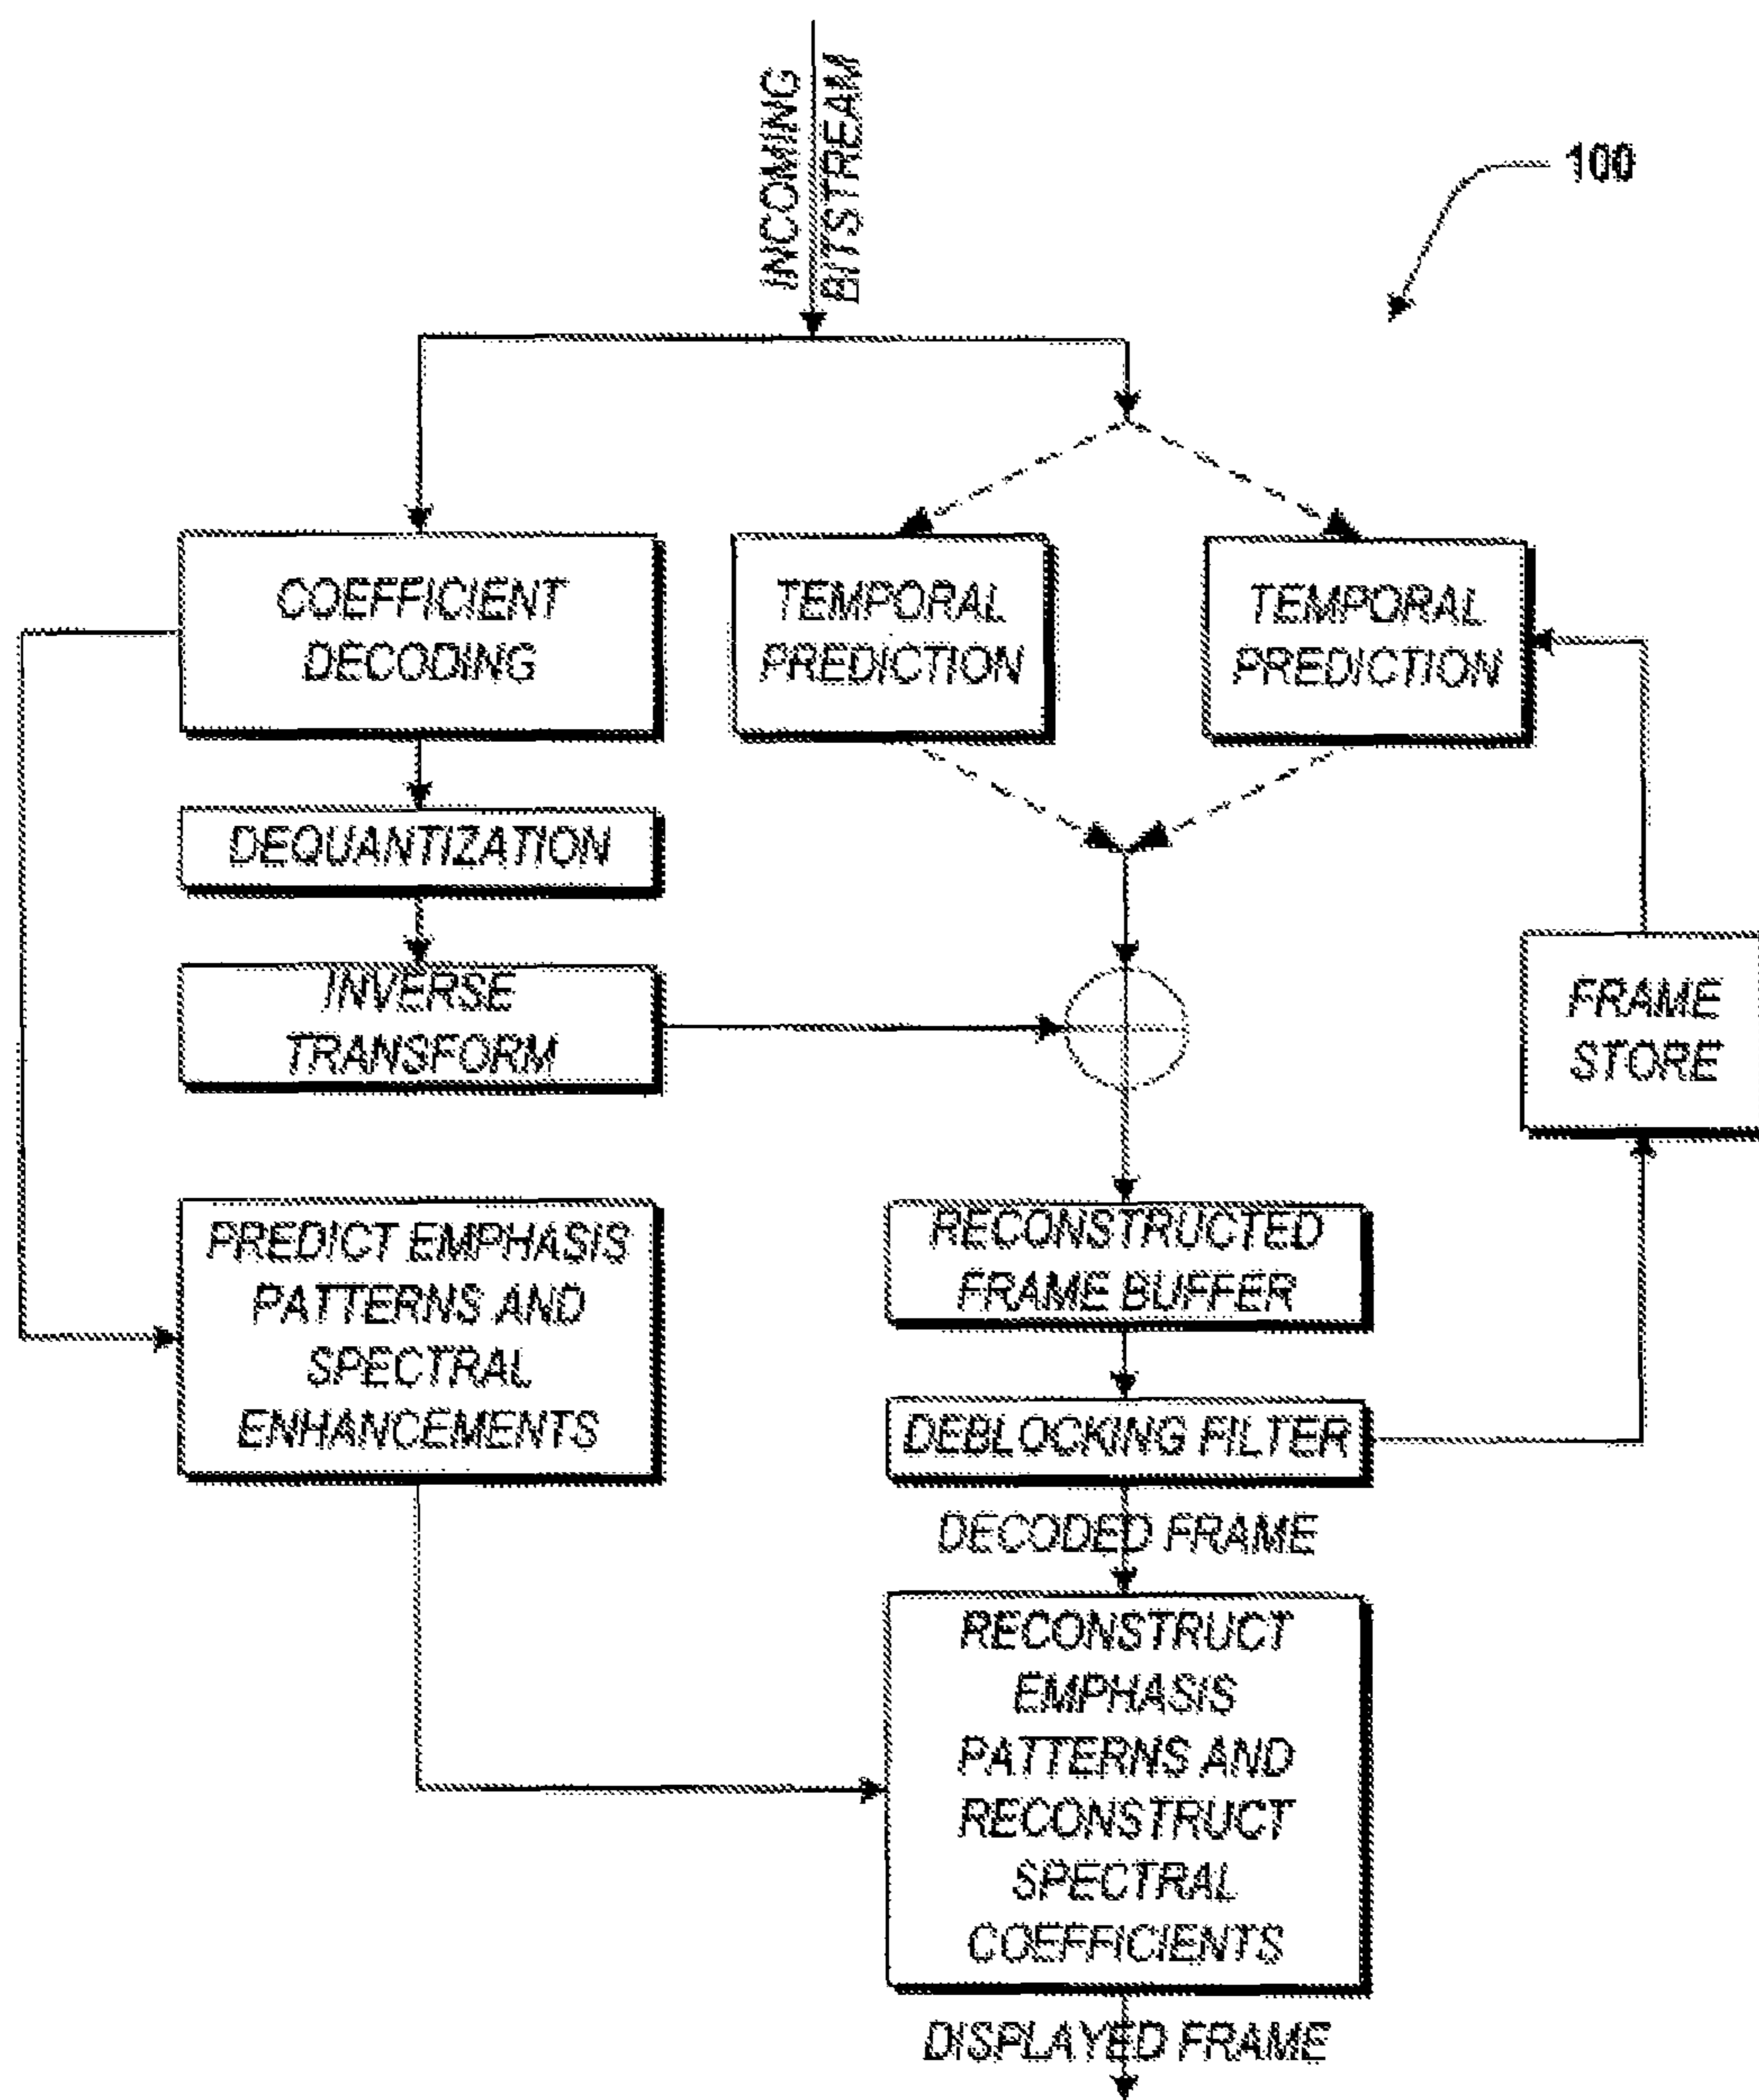 INCOMING
BITSTREAM
100
COEFFICIENT
DECODING
TEMPORAL
PREDICTION
TEMPORAL
PREDICTION
DEQUANTIZATION
INVERSE
TRANSFORM
FRAME
STORE
PREDICT EMPHASIS
PATTERNS AND
SPECTRAL
ENHANCEMENTS
RECONSTRUCTED
FRAME BUFFER
DEBLOCKING FILTER
DECODED FRAME
RECONSTRUCT
EMPHASIS
PATTERNS AND
RECONSTRUCT
SPECTRAL
COEFFICIENTS
DISPLAYED FRAME